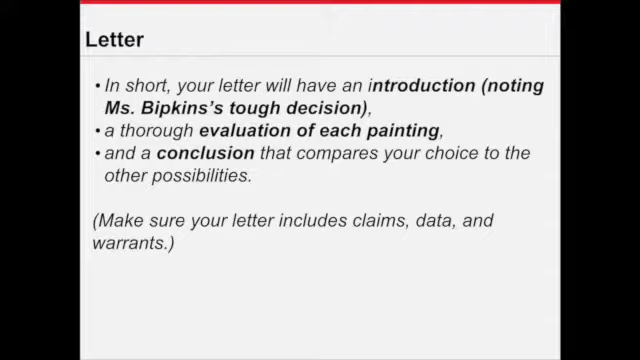 Letter
• In short, your letter will have an introduction (noting
Ms. Bipkins's tough decision),
• a thorough evaluation of each painting,
• and a conclusion that compares your choice to the
other possibilities.
(Make sure your letter includes claims, data, and
warrants.)